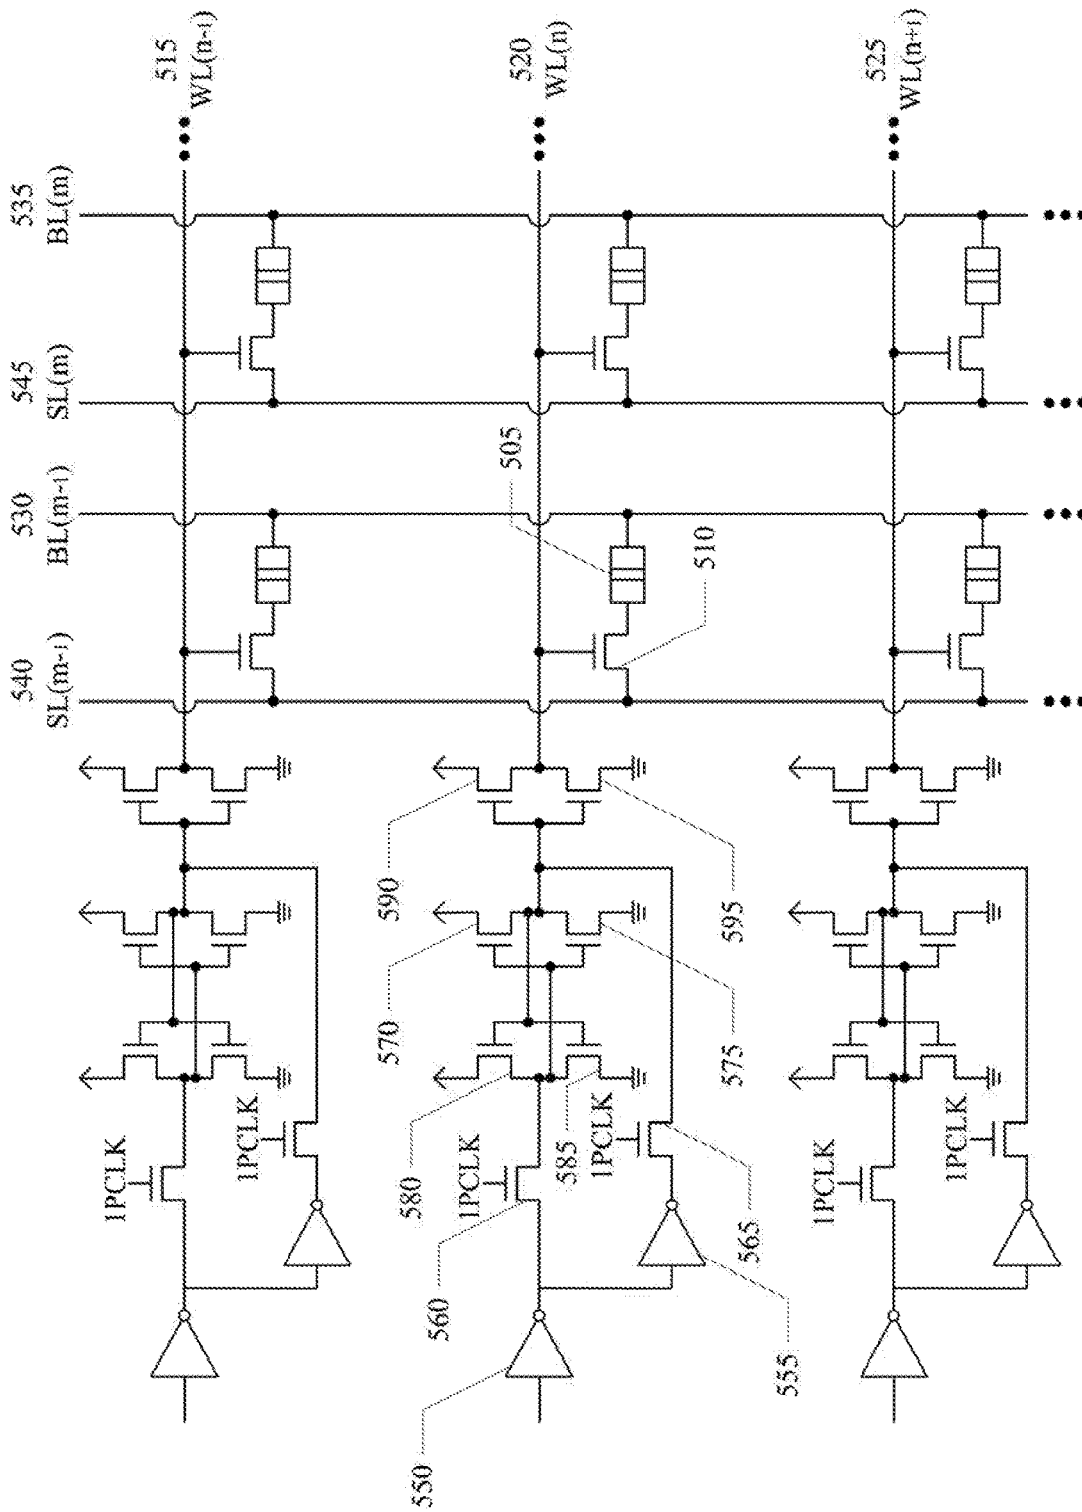 540
SL(m-1)
530
BL(m-1)
545
SL(m)
535
BL(m)
515
WL(n-1)
1PCLK
1PCLK
520
WL(n)
505
510
590
595
570
575
580
585
1PCLK
1PCLK
560
565
550
555
525
WL(n+1)
1PCLK
1PCLK